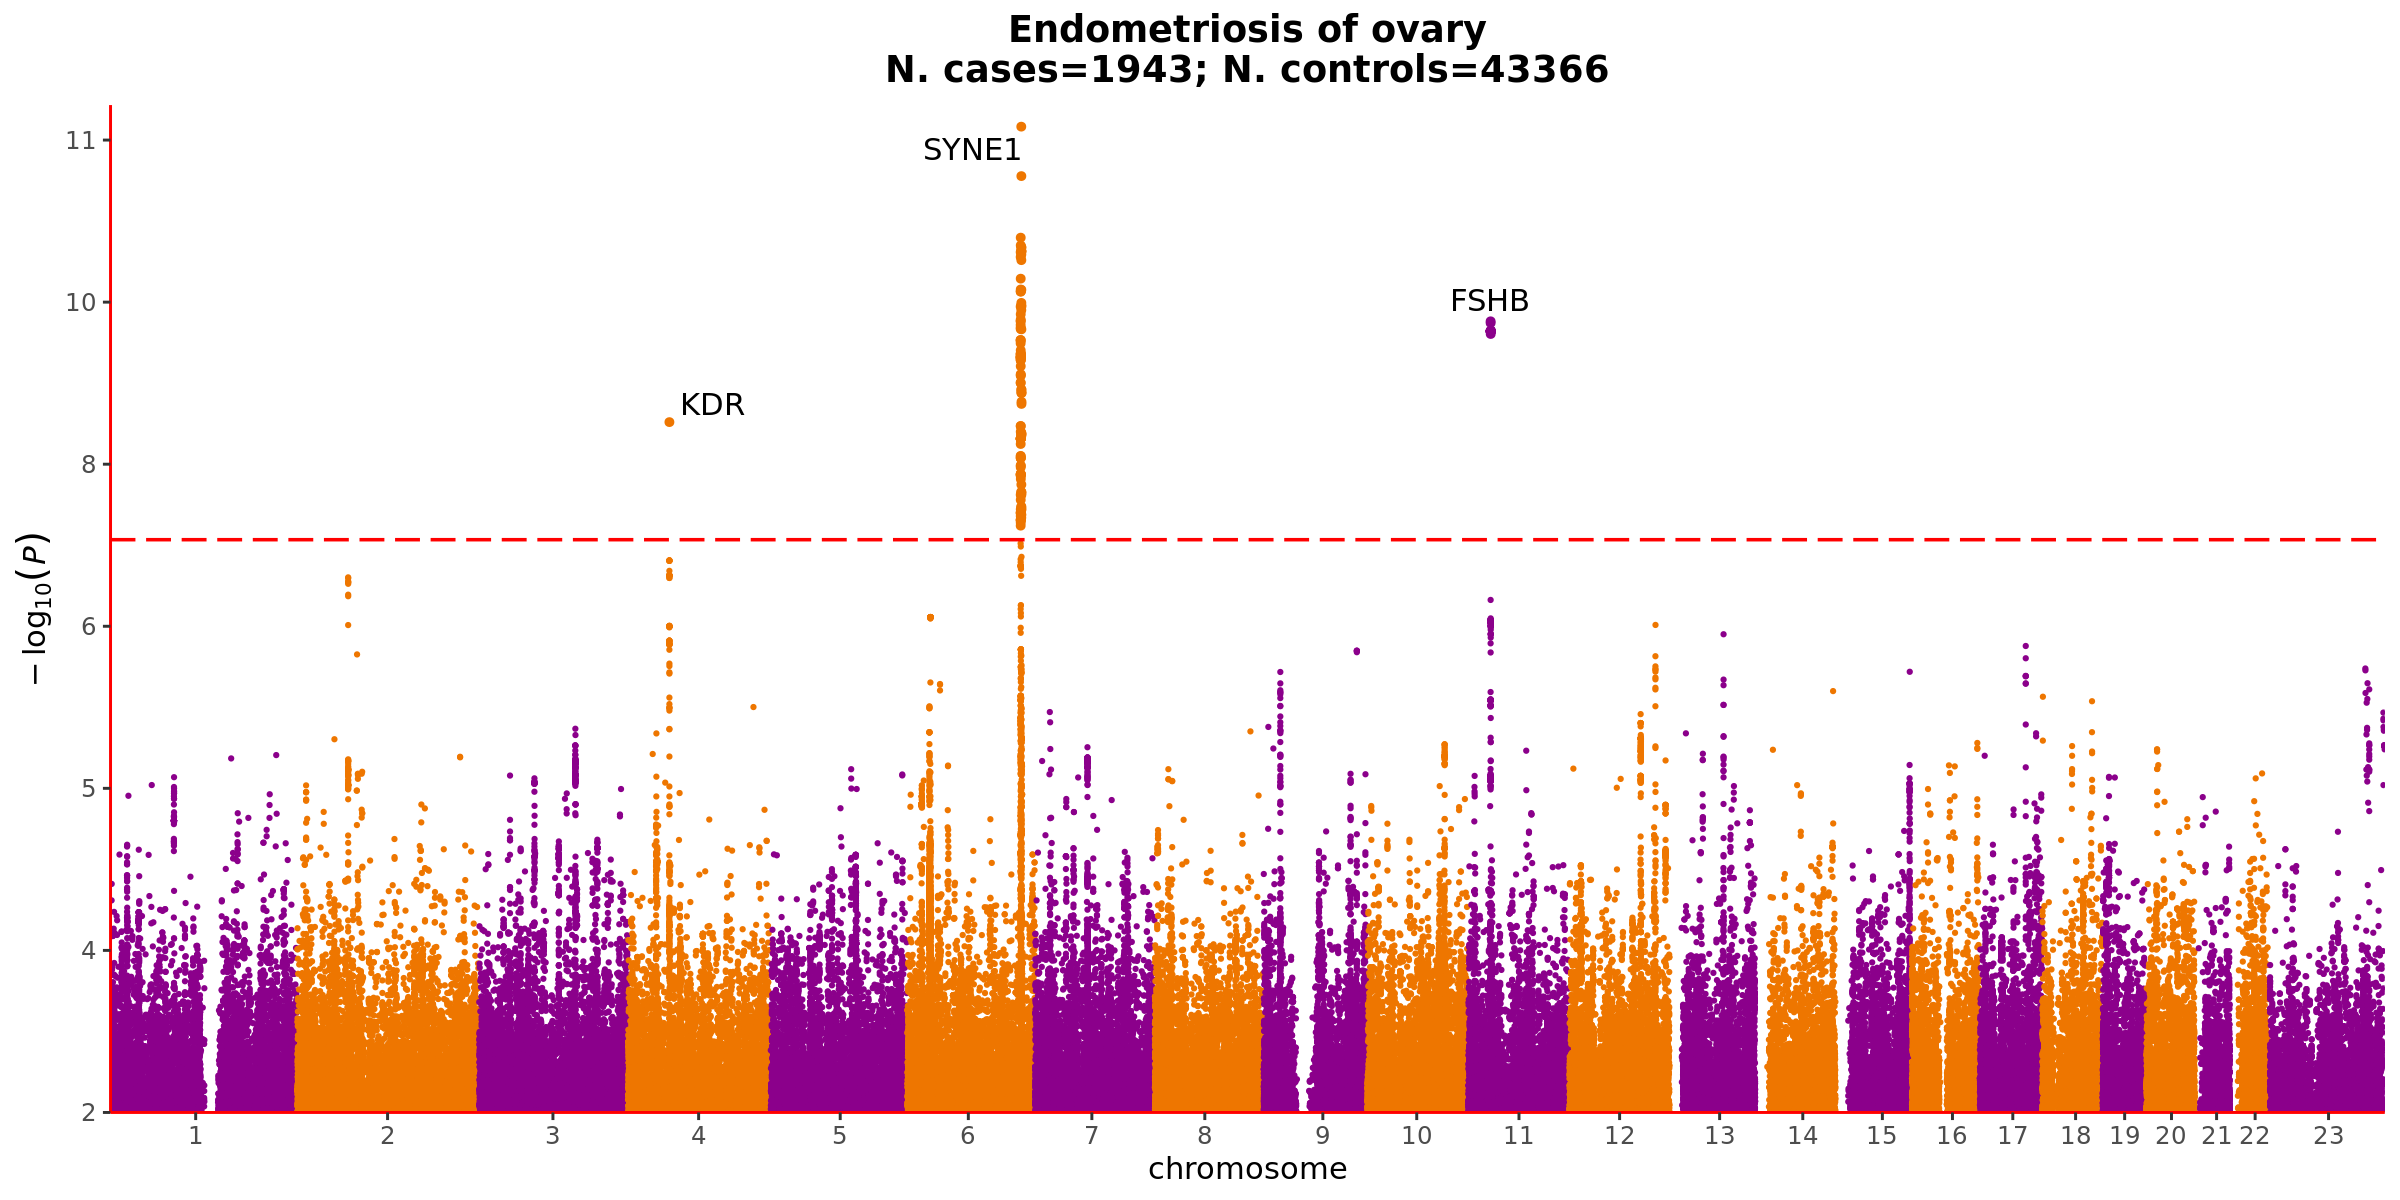 Endometriosis of ovary
N. cases=1943; N. controls=43366
11
SYNE1
10
FSHB
KDR
8
− log10(P)
6
5
4
2
1 2 3 4 5 6 7 8 9 10 11 12 13 14 15 16 17 18 19 20 21 22 23
chromosome